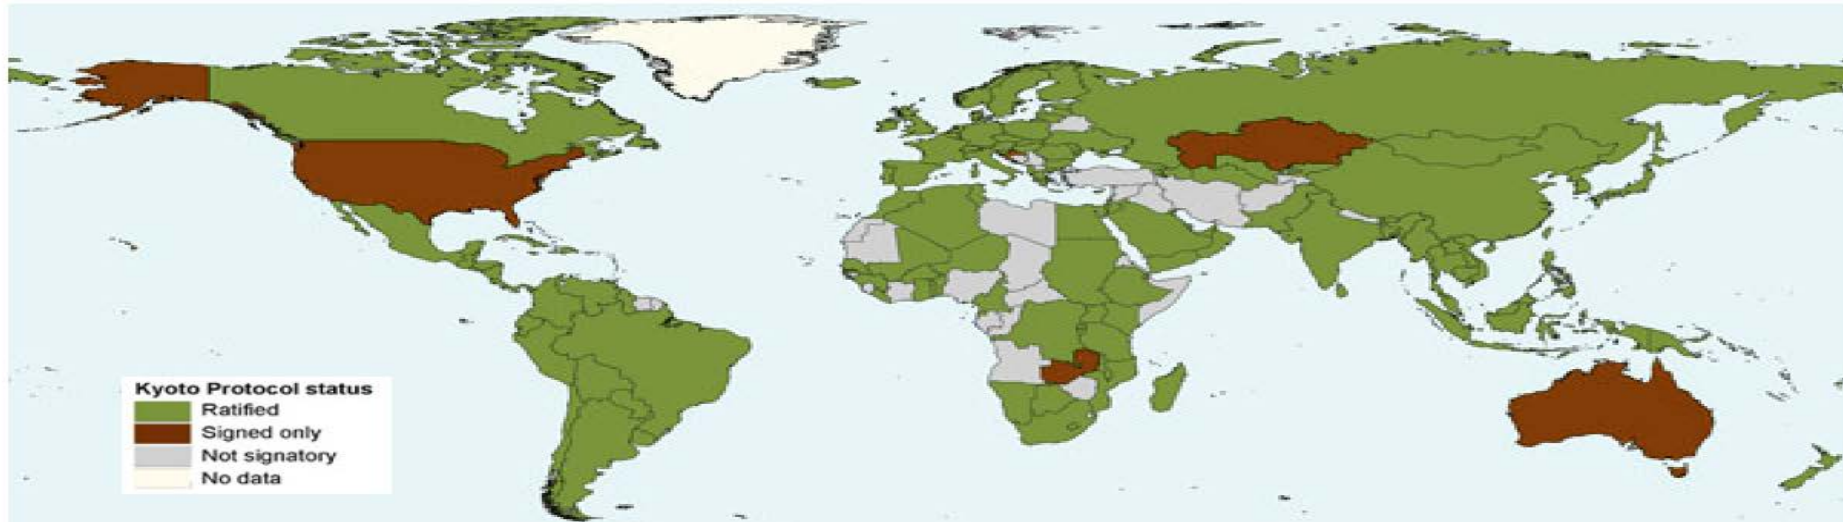 Kyoto Protocol status
Ratified
Signed only
Not signatory
No data